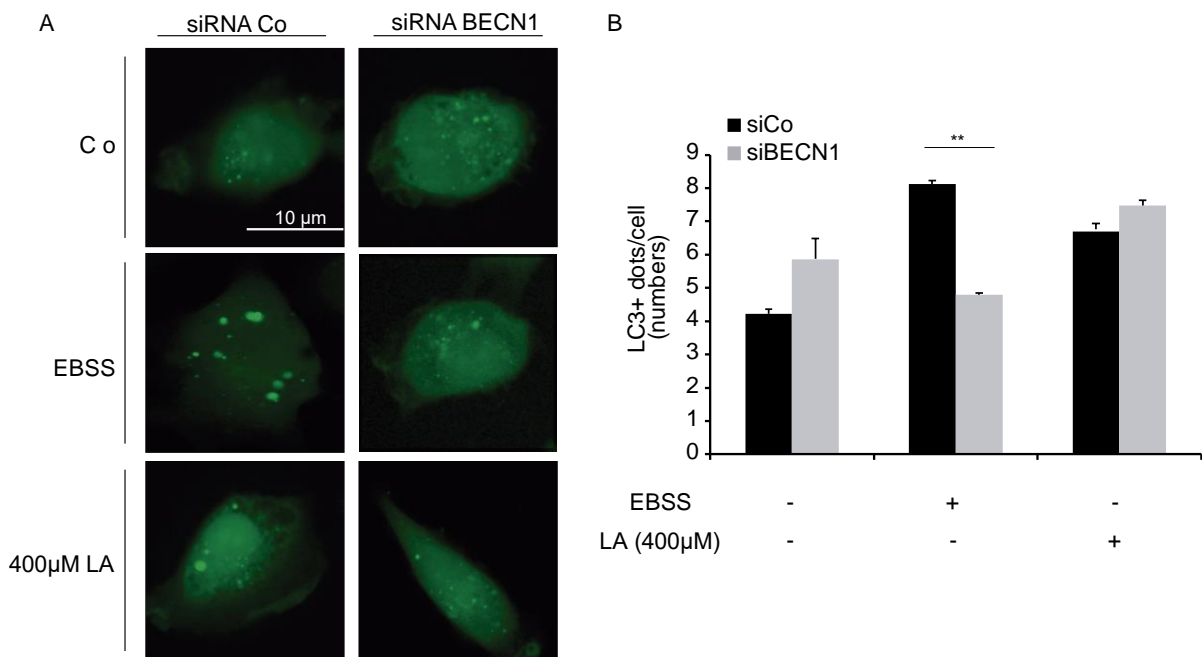 A
siRNA Co
siRNA BECN1
C o
10 µm
EBSS
400µM LA
B
siCo
siBECN1
**
LC3+ dots/cell
(numbers)
9
8
7
6
5
4
3
2
1
0
EBSS - + -
LA (400µM) - - +